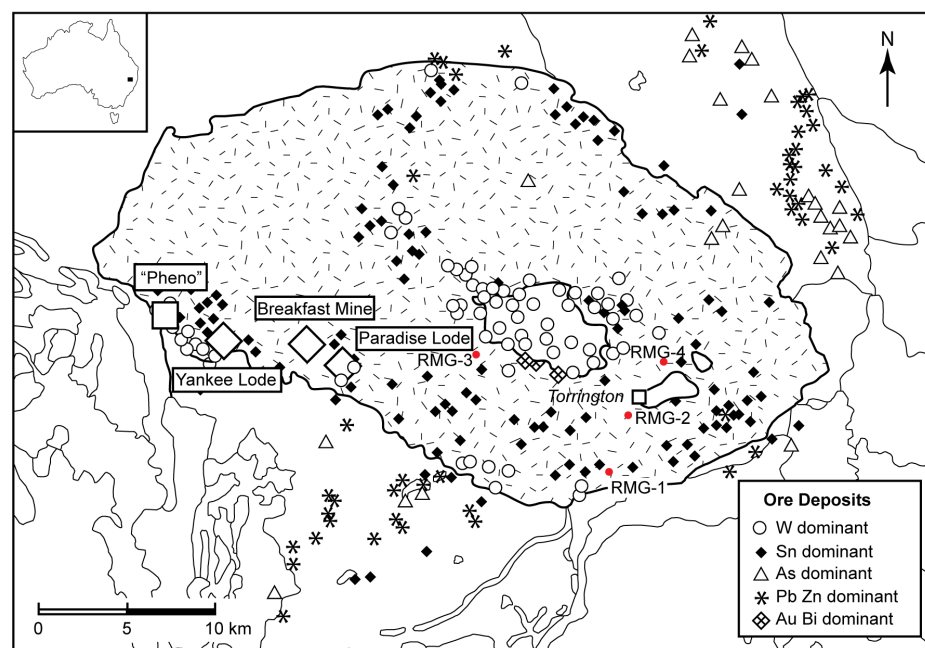 N
"Pheno"
Breakfast Mine
Paradise Lode
RMG-3
RMG-4
Yankee Lode
Torrington
RMG-2
RMG-1
Ore Deposits
W dominant
Sn dominant
As dominant
Pb Zn dominant
Au Bi dominant
0 5 10 km